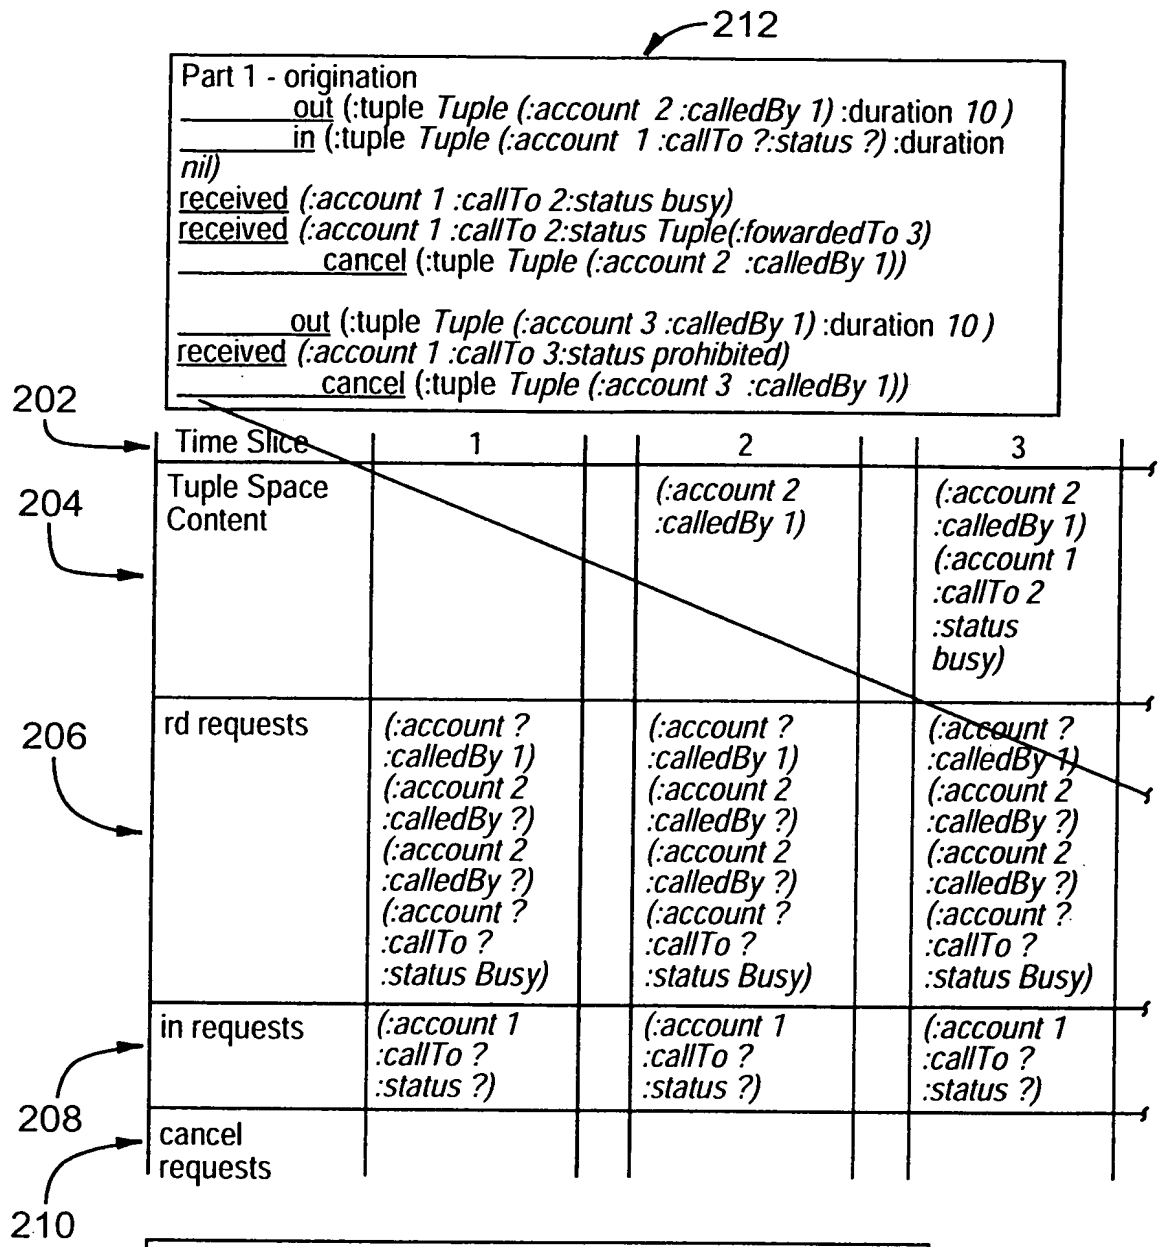 212
Part 1 - origination
out (:tuple Tuple (:account 2 :calledBy 1) :duration 10 )
in (:tuple Tuple (:account 1 :callTo ?:status ?) :duration
nil)
received (:account 1 :callTo 2:status busy)
received (:account 1 :callTo 2:status Tuple(:fowardedTo 3)
cancel (:tuple Tuple (:account 2 :calledBy 1))
out (:tuple Tuple (:account 3 :calledBy 1) :duration 10 )
received (:account 1 :callTo 3:status prohibited)
cancel (:tuple Tuple (:account 3 :calledBy 1))
202
Time Slice 1 2 3
204
Tuple Space
Content
(:account 2
:calledBy 1)
(:account 2
:calledBy 1)
(:account 1
:callTo 2
:status
busy)
206
rd requests
(:account ?
:calledBy 1)
(:account 2
:calledBy ?)
(:account 2
:calledBy ?)
(:account ?
:callTo ?
:status Busy)
(:account ?
:calledBy 1)
(:account 2
:calledBy ?)
(:account 2
:calledBy ?)
(:account ?
:callTo ?
:status Busy)
(:account ?
:calledBy 1)
(:account 2
:calledBy ?)
(:account 2
:calledBy ?)
(:account ?
:callTo ?
:status Busy)
208
in requests
(:account 1
:callTo ?
:status ?)
(:account 1
:callTo ?
:status ?)
(:account 1
:callTo ?
:status ?)
210
cancel
requests